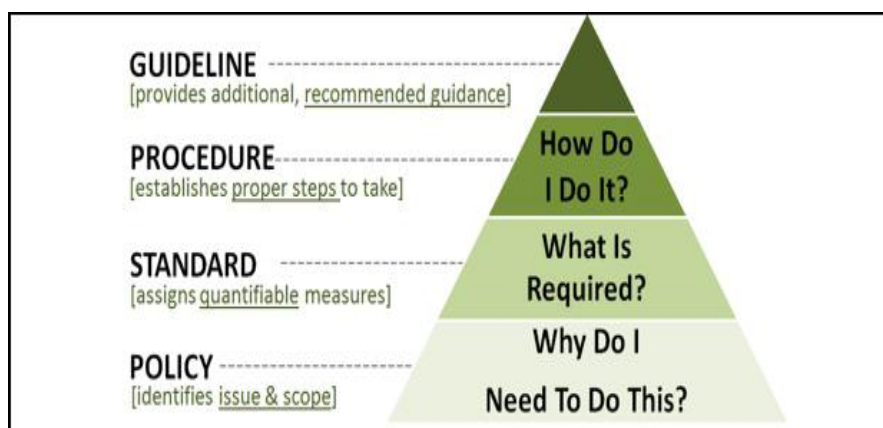 GUIDELINE
[provides additional, recommended guidance]
PROCEDURE
[establishes proper steps to take]
How Do
I Do It?
STANDARD
[assigns quantifiable measures]
What Is
Required?
POLICY
[identifies issue & scope]
Why Do I
Need To Do This?